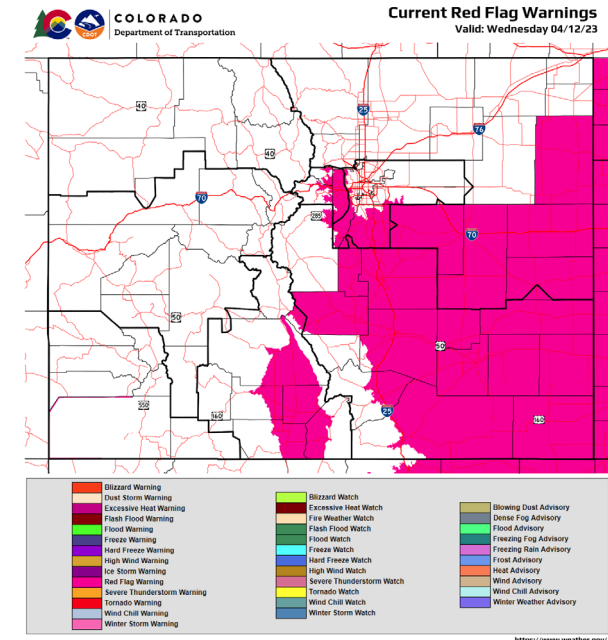 Current Red Flag Warnings
Valid: Wednesday 04/12/23
COLORADO
Department of Transportation
CDOT
40
25
76
40
70
285
70
50
50
550
160
25
160
Blizzard Warning
Dust Storm Warning
Excessive Heat Warning
Flash Flood Warning
Flood Warning
Freeze Warning
Hard Freeze Warning
High Wind Warning
Ice Storm Warning
Red Flag Warning
Severe Thunderstorm Warning
Tornado Warning
Wind Chill Warning
Winter Storm Warning
Blizzard Watch
Excessive Heat Watch
Fire Weather Watch
Flash Flood Watch
Flood Watch
Freeze Watch
Hard Freeze Watch
High Wind Watch
Severe Thunderstorm Watch
Tornado Watch
Wind Chill Watch
Winter Storm Watch
Blowing Dust Advisory
Dense Fog Advisory
Flood Advisory
Freezing Fog Advisory
Freezing Rain Advisory
Frost Advisory
Heat Advisory
Wind Advisory
Wind Chill Advisory
Winter Weather Advisory
https://www.weather.gov/